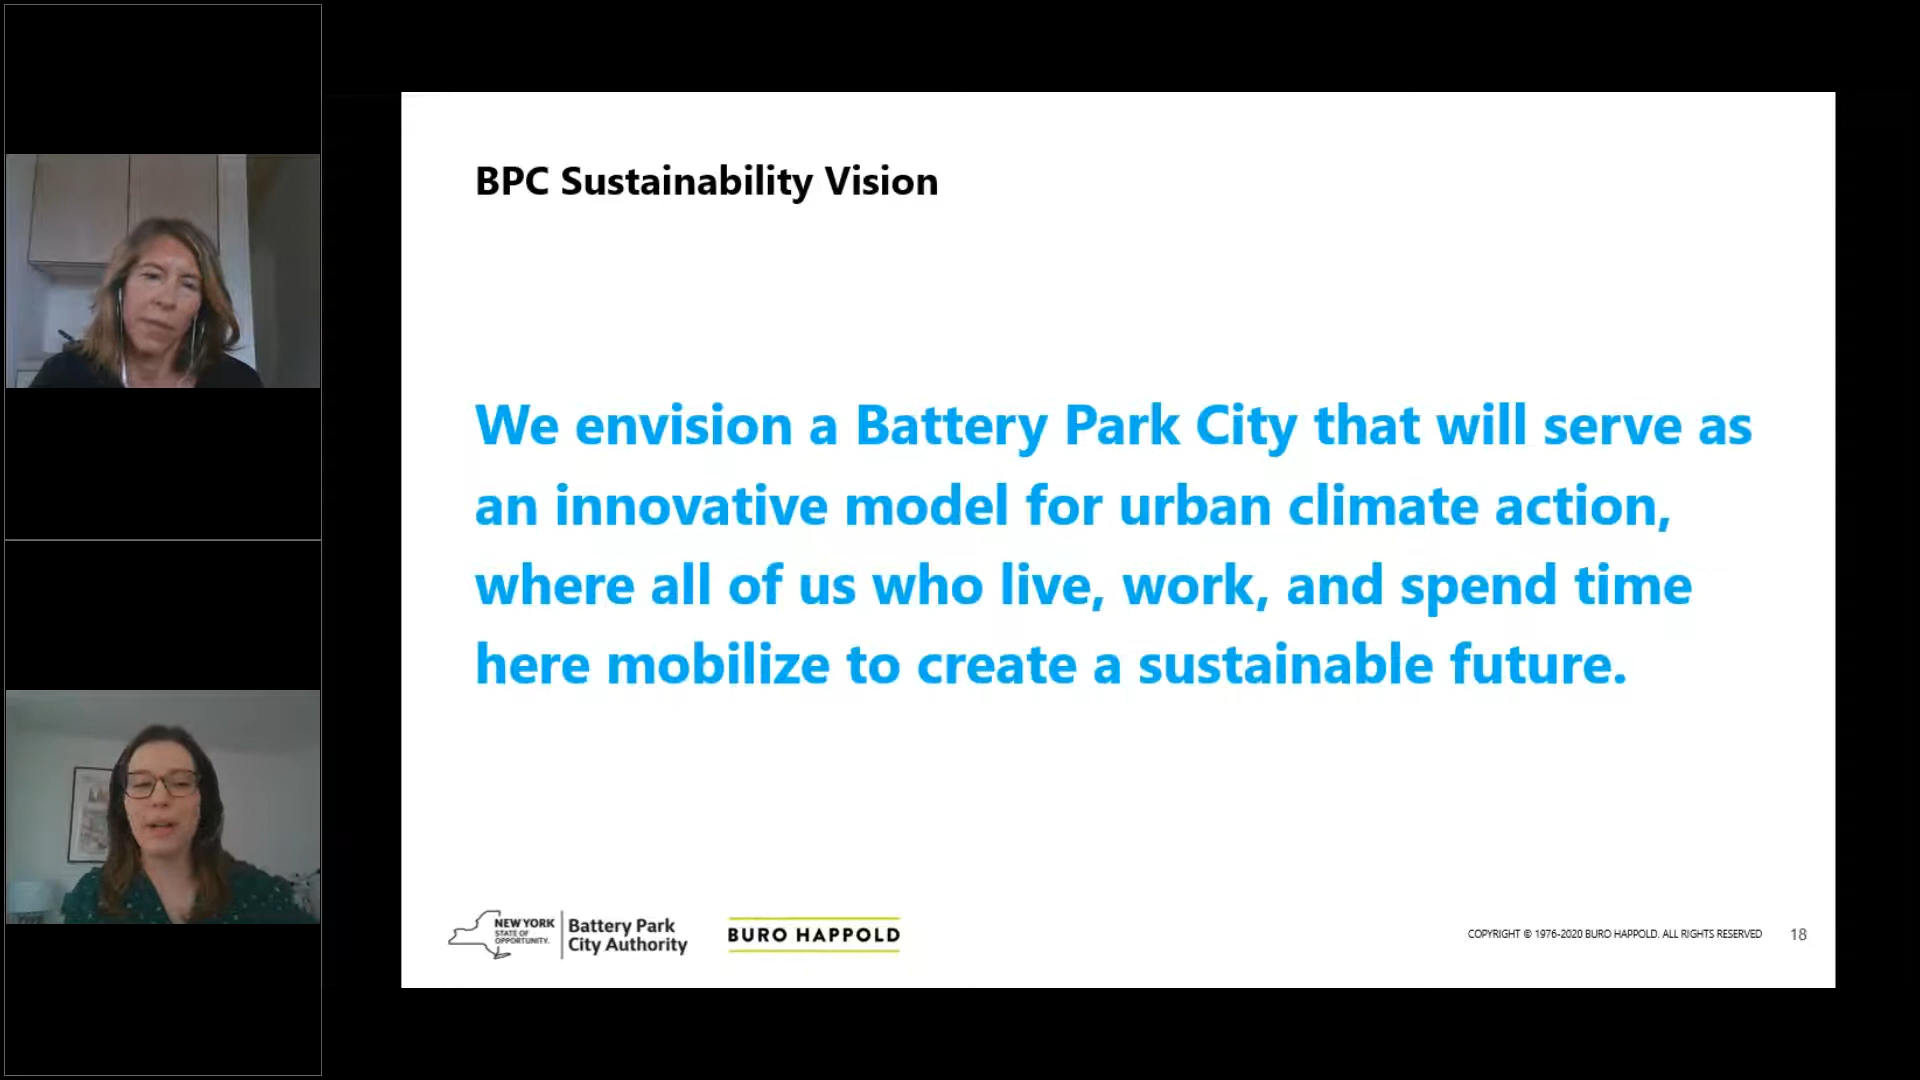 BPC Sustainability Vision
We envision a Battery Park City that will serve as
an innovative model for urban climate action,
where all of us who live, work, and spend time
here mobilize to create a sustainable future.
NEW YORK
STATE OF
OPPORTUNITY.
Battery Park
City Authority
BURO HAPPOLD
COPYRIGHT © 1976-2020 BURO HAPPOLD. ALL RIGHTS RESERVED
18